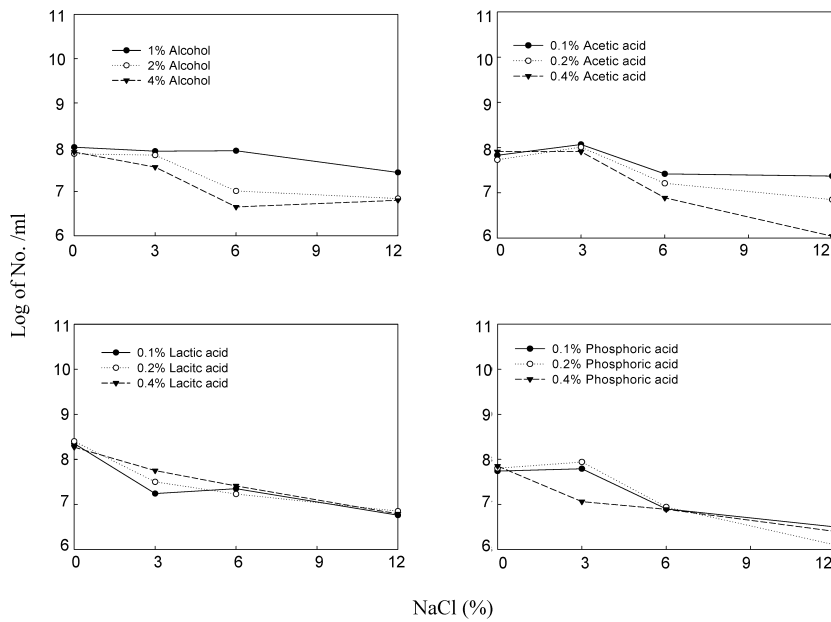 11
10
9
8
7
6
0 3 6 9 12
1% Alcohol
2% Alcohol
4% Alcohol
11
10
9
8
7
6
0 3 6 9 12
0.1% Acetic acid
0.2% Acetic acid
0.4% Acetic acid
Log of No. /ml
11
10
9
8
7
6
0 3 6 9 12
0.1% Lactic acid
0.2% Lacitc acid
0.4% Lacitc acid
11
10
9
8
7
6
0 3 6 9 12
0.1% Phosphoric acid
0.2% Phosphoric acid
0.4% Phosphoric acid
NaCl (%)